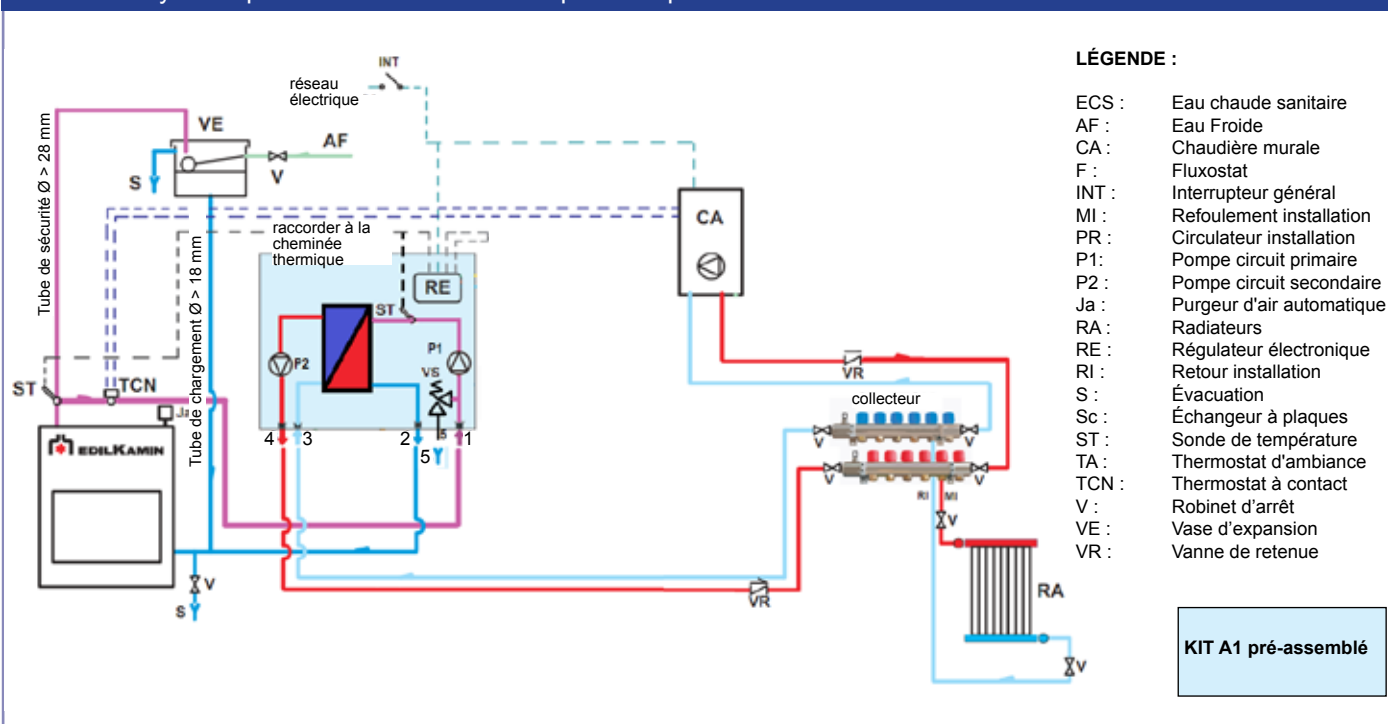 INT
réseau
électrique
VE
AF
S
V
Tube de sécurité Ø > 28 mm
Tube de chargement Ø > 18 mm
raccorder à la
cheminée
thermique
RE
CA
ST
P2
P1
VS
ST
TCN
Ja
EDILKAMIN
4
3
2
1
5
S
V
S
VR
collecteur
V
V
V
V
RI
MI
V
VR
RA
V
LÉGENDE :
ECS : Eau chaude sanitaire
AF : Eau Froide
CA : Chaudière murale
F : Fluxostat
INT : Interrupteur général
MI : Refoulement installation
PR : Circulateur installation
P1: Pompe circuit primaire
P2 : Pompe circuit secondaire
Ja : Purgeur d'air automatique
RA : Radiateurs
RE : Régulateur électronique
RI : Retour installation
S : Évacuation
Sc : Échangeur à plaques
ST : Sonde de température
TA : Thermostat d'ambiance
TCN : Thermostat à contact
V : Robinet d’arrêt
VE : Vase d’expansion
VR : Vanne de retenue
KIT A1 pré-assemblé